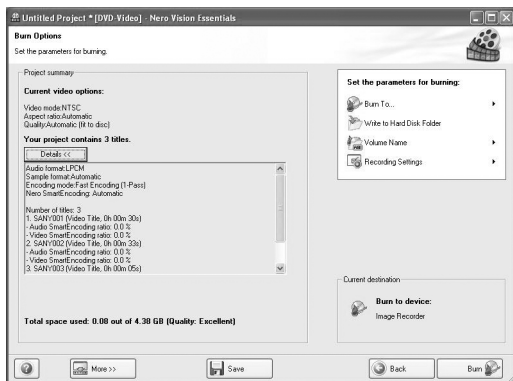 Untitled Project * [DVD-Video] - Nero Vision Essentials
Burn Options
Set the parameters for burning.
Project summary
Current video options:
Video mode:NTSC
Aspect ratio:Automatic
Quality:Automatic (fit to disc)
Your project contains 3 titles.
Details <<
Audio format:LPCM
Sample format:Automatic
Encoding mode:Fast Encoding (1-Pass)
Nero SmartEncoding: Automatic
Number of titles: 3
1. SANY001 (Video Title, 0h 00m 30s)
- Audio SmartEncoding ratio: 0.0 %
- Video SmartEncoding ratio: 0.0 %
2. SANY002 (Video Title, 0h 00m 33s)
- Audio SmartEncoding ratio: 0.0 %
- Video SmartEncoding ratio: 0.0 %
3. SANY003 (Video Title, 0h 00m 05s)
Total space used: 0.08 out of 4.38 GB (Quality: Excellent)
Set the parameters for burning:
Burn To...
Write to Hard Disk Folder
Volume Name
Recording Settings
Current destination
Burn to device:
Image Recorder
More >>
Save
Back
Burn